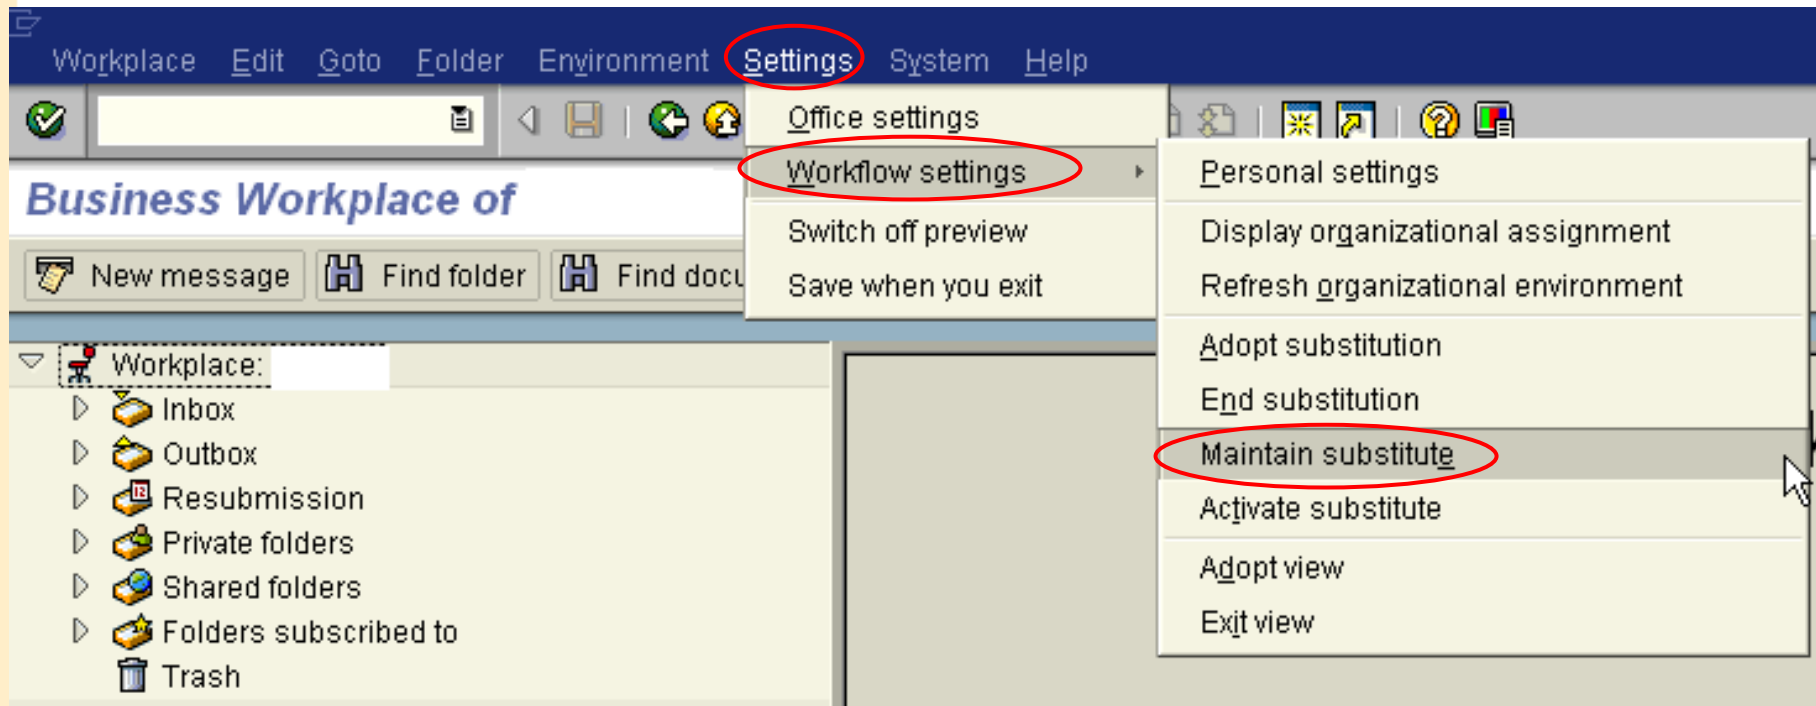 Workplace Edit Goto Folder Environment Settings System Help
Office settings
Workflow settings
Switch off preview
Save when you exit
Personal settings
Display organizational assignment
Refresh organizational environment
Adopt substitution
End substitution
Maintain substitute
Activate substitute
Adopt view
Exit view
Business Workplace of
New message Find folder Find docu
Workplace:
Inbox
Outbox
12
Resubmission
Private folders
Shared folders
Folders subscribed to
Trash